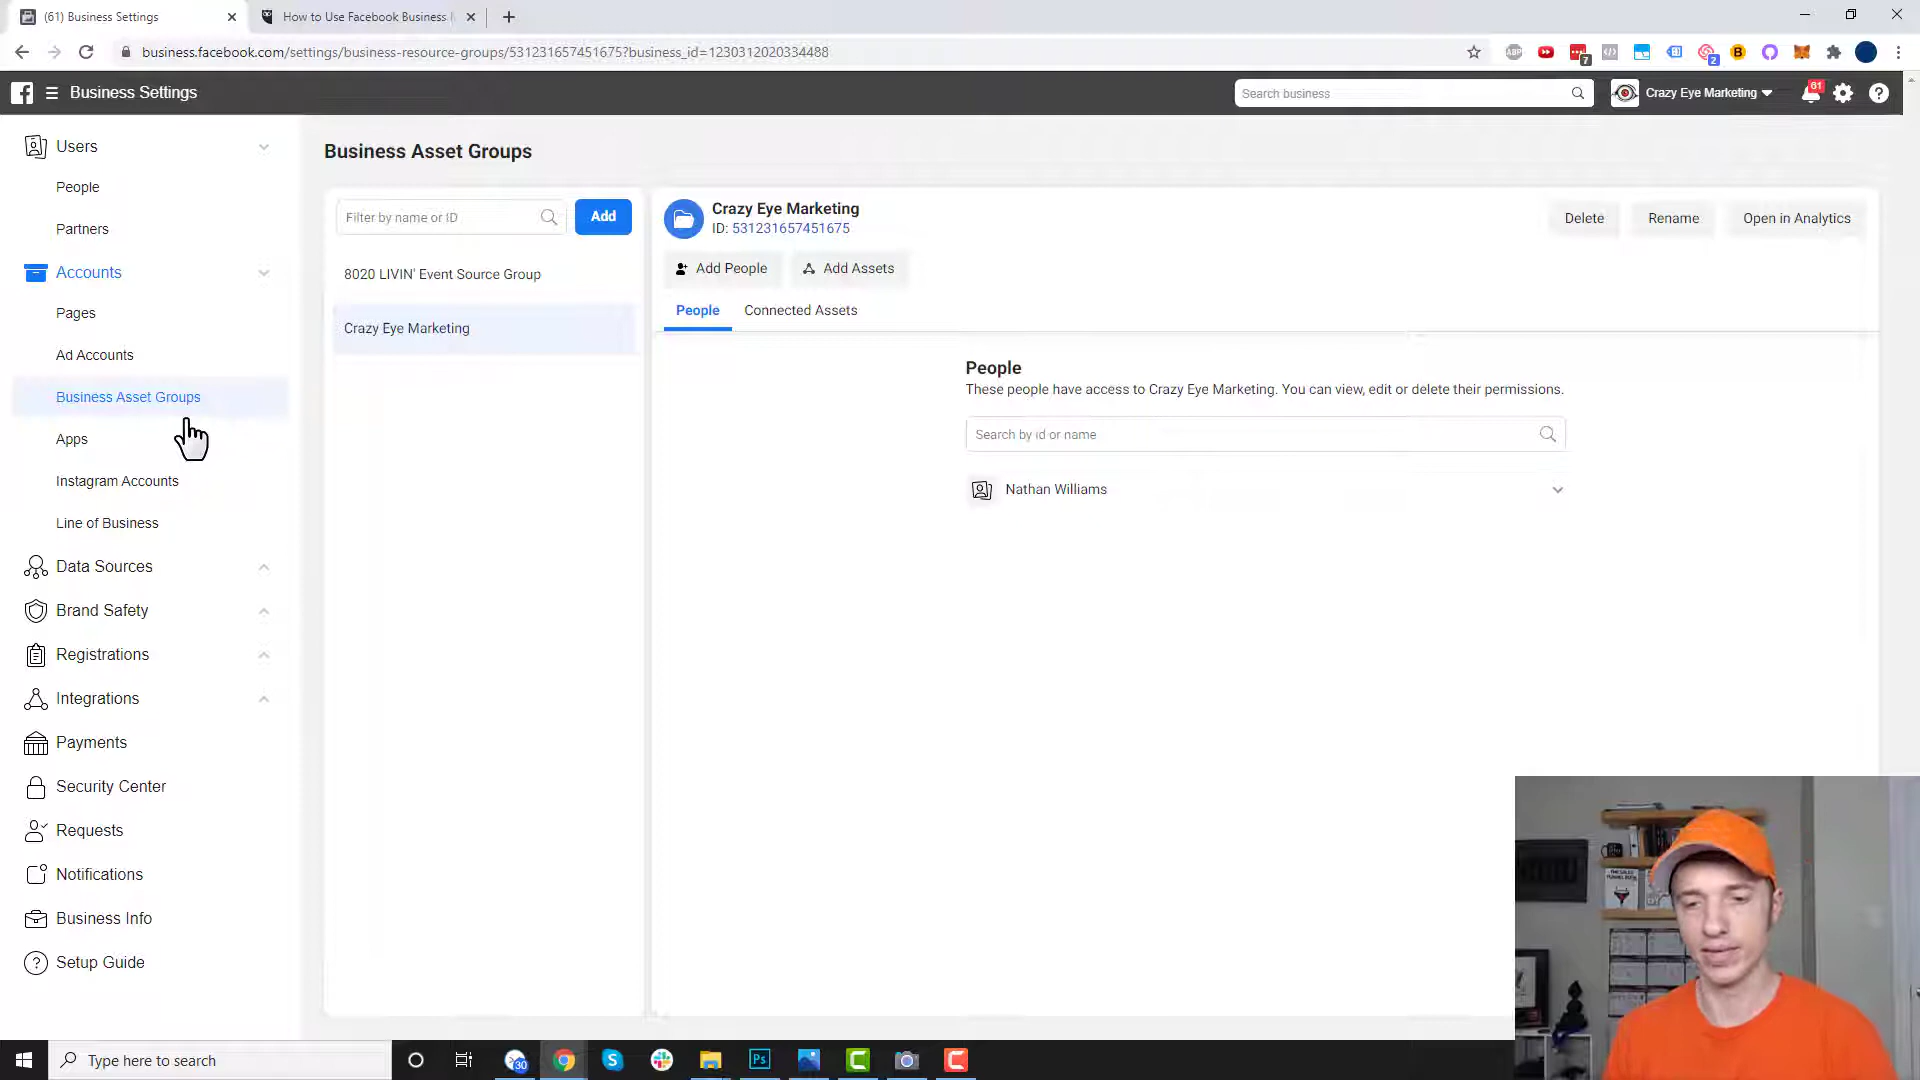 (61) Business Settings
How to Use Facebook Business
business.facebook.com/settings/business-resource-groups/531231657451675?business_id=1230312020334488
ABP
7
2
Business Settings
Search business
Crazy Eye Marketing
61
Users
People
Partners
Accounts
Pages
Ad Accounts
Business Asset Groups
Apps
Instagram Accounts
Line of Business
Data Sources
Brand Safety
Registrations
Integrations
Payments
Security Center
Requests
Notifications
Business Info
Setup Guide
Business Asset Groups
Filter by name or ID
Add
8020 LIVIN' Event Source Group
Crazy Eye Marketing
Crazy Eye Marketing
ID: 531231657451675
Delete
Rename
Open in Analytics
Add People
Add Assets
People
Connected Assets
People
These people have access to Crazy Eye Marketing. You can view, edit or delete their permissions.
Search by id or name
Nathan Williams
Type here to search
30
Ps